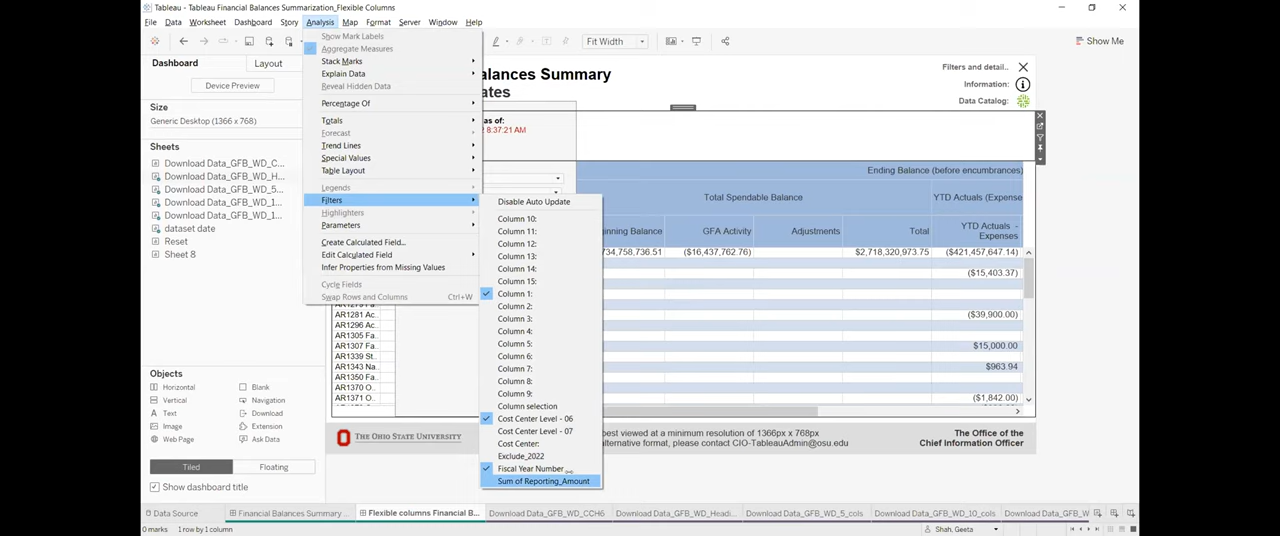 Tableau - Tableau Financial Balances Summarization_Flexible Columns
File Data Worksheet Dashboard Story Analysis Map Format Server Window Help
Fit Width
Show Me
Dashboard Layout
Device Preview
Size
Generic Desktop (1366 x 768)
Sheets
Download Data_GFB_WD_C...
Download Data_GFB_WD_H...
Download Data_GFB_WD_5...
Download Data_GFB_WD_1...
Download Data_GFB_WD_1...
dataset date
Reset
Sheet 8
Objects
Horizontal Blank
Vertical Navigation
Text Download
Image Extension
Web Page Ask Data
Tiled Floating
Show dashboard title
Show Mark Labels
Aggregate Measures
Stack Marks
Explain Data
Reveal Hidden Data
Percentage Of
Totals
Forecast
Trend Lines
Special Values
Table Layout
Legends
Filters
Highlighters
Parameters
Create Calculated Field...
Edit Calculated Field
Infer Properties from Missing Values
Cycle Fields
Swap Rows and Columns Ctrl+W
Disable Auto Update
Column 10:
Column 11:
Column 12:
Column 13:
Column 14:
Column 15:
Column 1:
Column 2:
Column 3:
Column 4:
Column 5:
Column 6:
Column 7:
Column 8:
Column 9:
Column selection
Cost Center Level - 06
Cost Center Level - 07
Cost Center:
Exclude_2022
Fiscal Year Number
Sum of Reporting_Amount
alances Summary
ates
Filters and detai...
Information:
Data Catalog:
as of:
2 8:37:21 AM
Ending Balance (before encumbrances)
Total Spendable Balance YTD Actuals (Expense
ginning Balance GFA Activity Adjustments Total YTD Actuals - Expenses
734,758,736.51 ($16,437,762.76) $2,718,320,973.75 ($421,457,647.14)
($15,403.37)
($39,900.00)
$15,000.00
$963.94
($1,842.00)
AR1281 Ac..
AR1296 Ac..
AR1305 Fa..
AR1307 Fa..
AR1339 St..
AR1343 Na..
AR1350 Fa..
AR1370 O..
AR1371 O..
THE OHIO STATE UNIVERSITY
best viewed at a minimum resolution of 1366px x 768px
lternative format, please contact CIO-TableauAdmin@osu.edu
The Office of the
Chief Information Officer
Data Source Financial Balances Summary ... Flexible columns Financial B... Download Data_GFB_WD_CCH6 Download Data_GFB_WD_Headi... Download Data_GFB_WD_5_cols Download Data_GFB_WD_10_cols Download Data_GFB_W
0 marks 1 row by 1 column Shah, Geeta